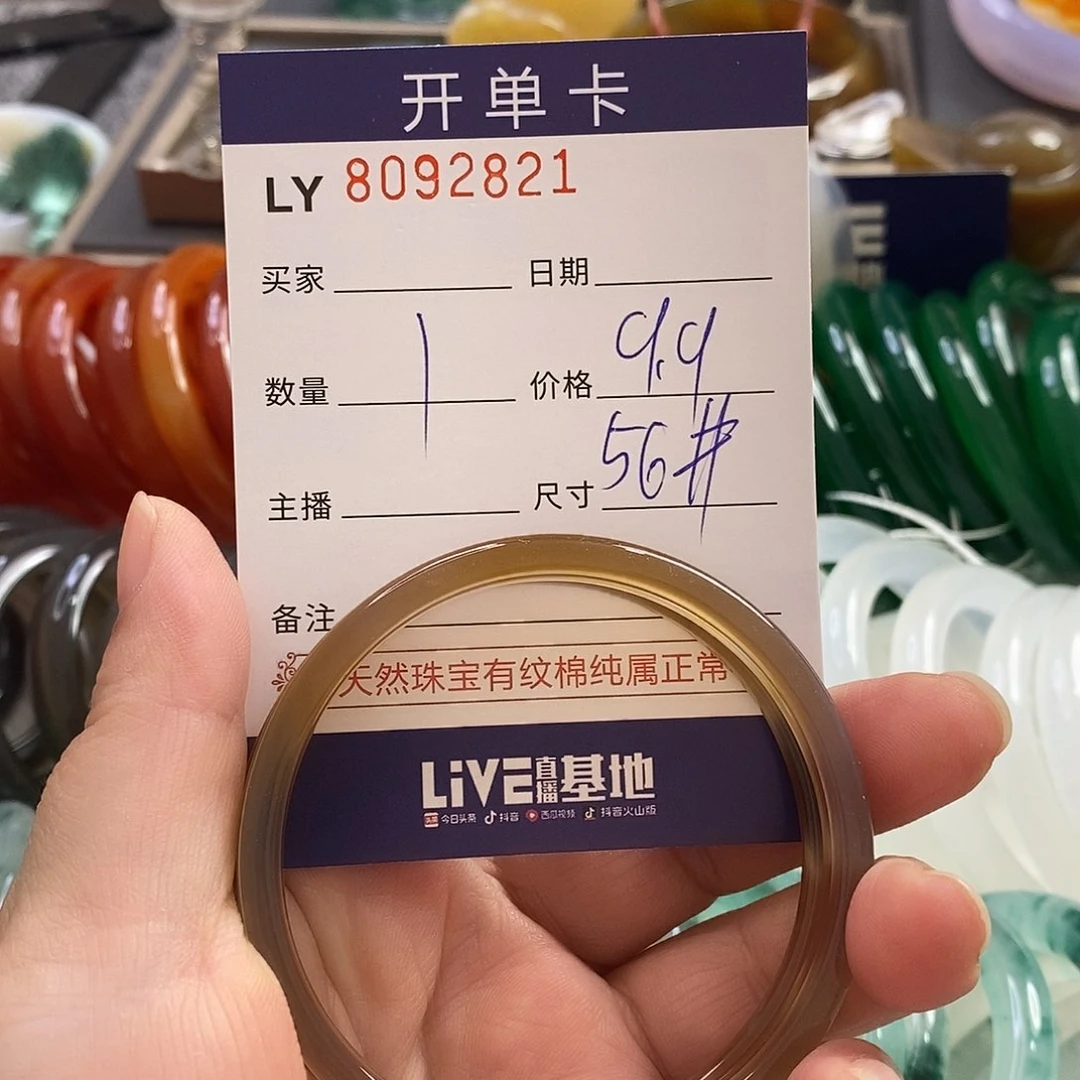 开单卡
LY 8092821
买家 日期
数量 1 价格 9.9
主播 尺寸 56#
备注
天然珠宝有纹棉纯属正常
LiVE直播基地
头条 今日头条 抖音 西瓜视频 抖音火山版